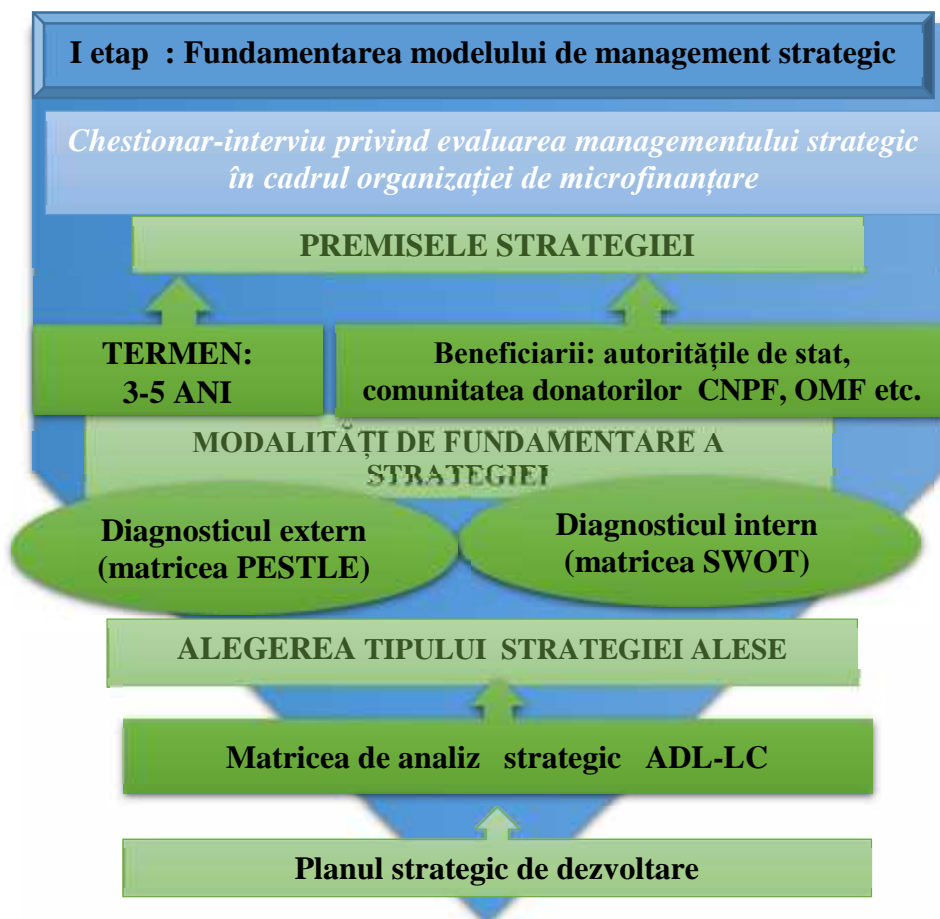 I etap : Fundamentarea modelului de management strategic
Chestionar-interviu privind evaluarea managementului strategic
în cadrul organizației de microfinanțare
PREMISELE STRATEGIEI
TERMEN:
3-5 ANI
Beneficiarii: autoritățile de stat,
comunitatea donatorilor CNPF, OMF etc.
MODALITĂȚI DE FUNDAMENTARE A
STRATEGIEI
Diagnosticul extern
(matricea PESTLE)
Diagnosticul intern
(matricea SWOT)
ALEGEREA TIPULUI STRATEGIEI ALESE
Matricea de analiz strategic ADL-LC
Planul strategic de dezvoltare